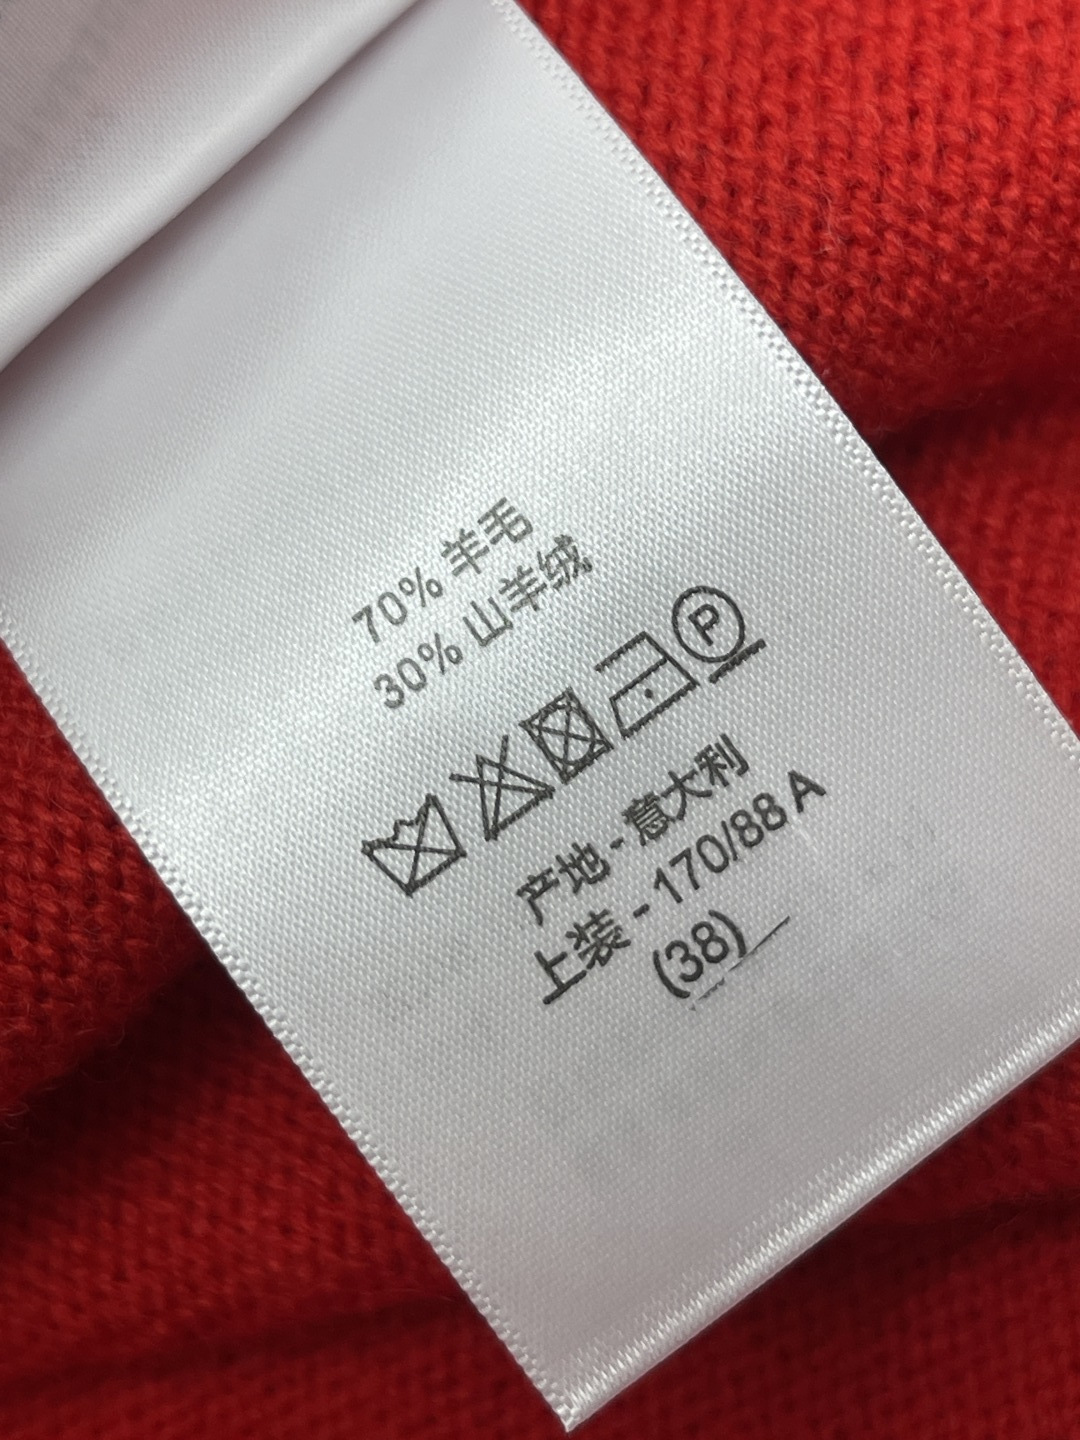 70% 羊毛
30% 山羊绒
P
产地 - 意大利
上装 - 170/88 A
(38)